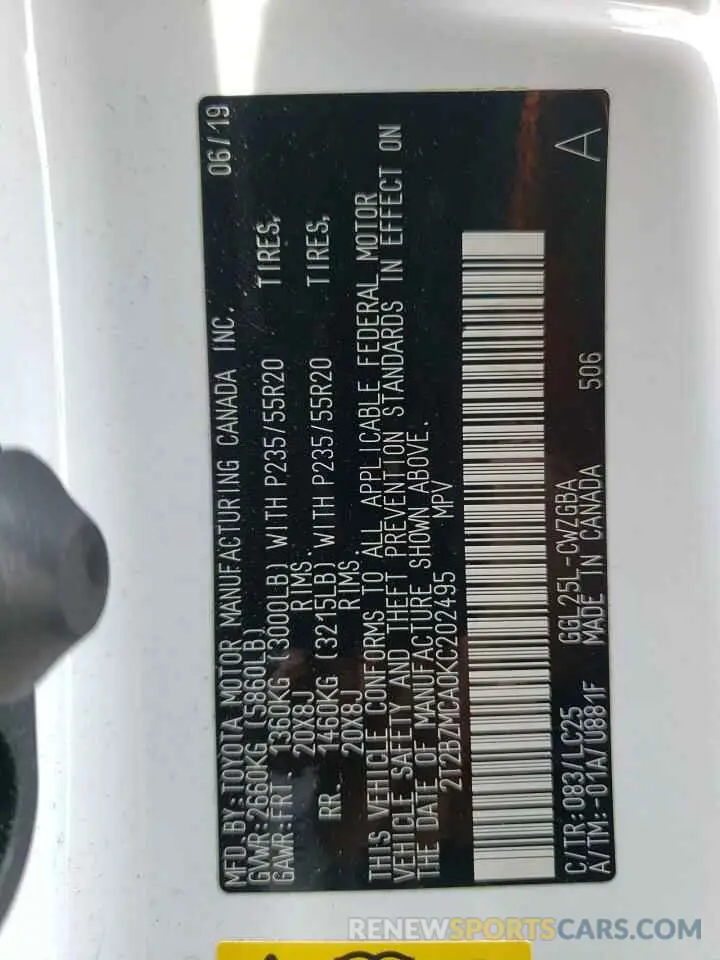 MFD.BY:TOYOTA MOTOR MANUFACTURING CANADA INC. 06/19
GVWR:2660KG (5860LB)
GAWR:FRT. 1360KG (3000LB) WITH P235/55R20 TIRES,
20X8J RIMS.
RR. 1460KG (3215LB) WITH P235/55R20 TIRES,
20X8J RIMS.
THIS VEHICLE CONFORMS TO ALL APPLICABLE FEDERAL MOTOR
VEHICLE SAFETY AND THEFT PREVENTION STANDARDS IN EFFECT ON
THE DATE OF MANUFACTURE SHOWN ABOVE.
2T2BZMCA0KC202495 MPV
C/TR:083/LC25 GGL25L-CWZGBA 506 A
A/TM:-01A/U881F MADE IN CANADA
RENEWSPORTSCARS.COM